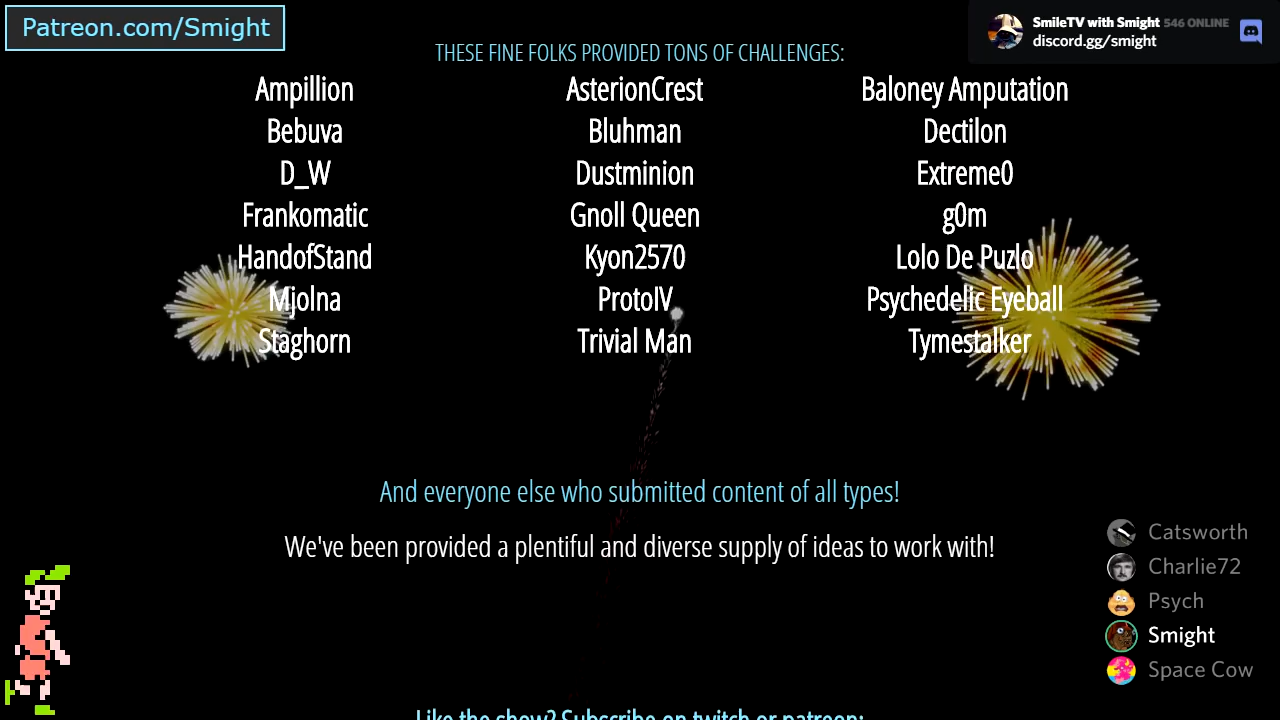 Patreon.com/Smight
SmileTV with Smight 546 ONLINE
discord.gg/smight
THESE FINE FOLKS PROVIDED TONS OF CHALLENGES:
Ampillion AsterionCrest Baloney Amputation
Bebuva Bluhman Dectilon
D_W Dustminion Extreme0
Frankomatic Gnoll Queen g0m
HandofStand Kyon2570 Lolo De Puzlo
Mjolna ProtoIV Psychedelic Eyeball
Staghorn Trivial Man Tymestalker
And everyone else who submitted content of all types!
We've been provided a plentiful and diverse supply of ideas to work with!
Catsworth
Charlie72
Psych
Smight
Space Cow
Like the show? Subscribe on twitch or patreon: